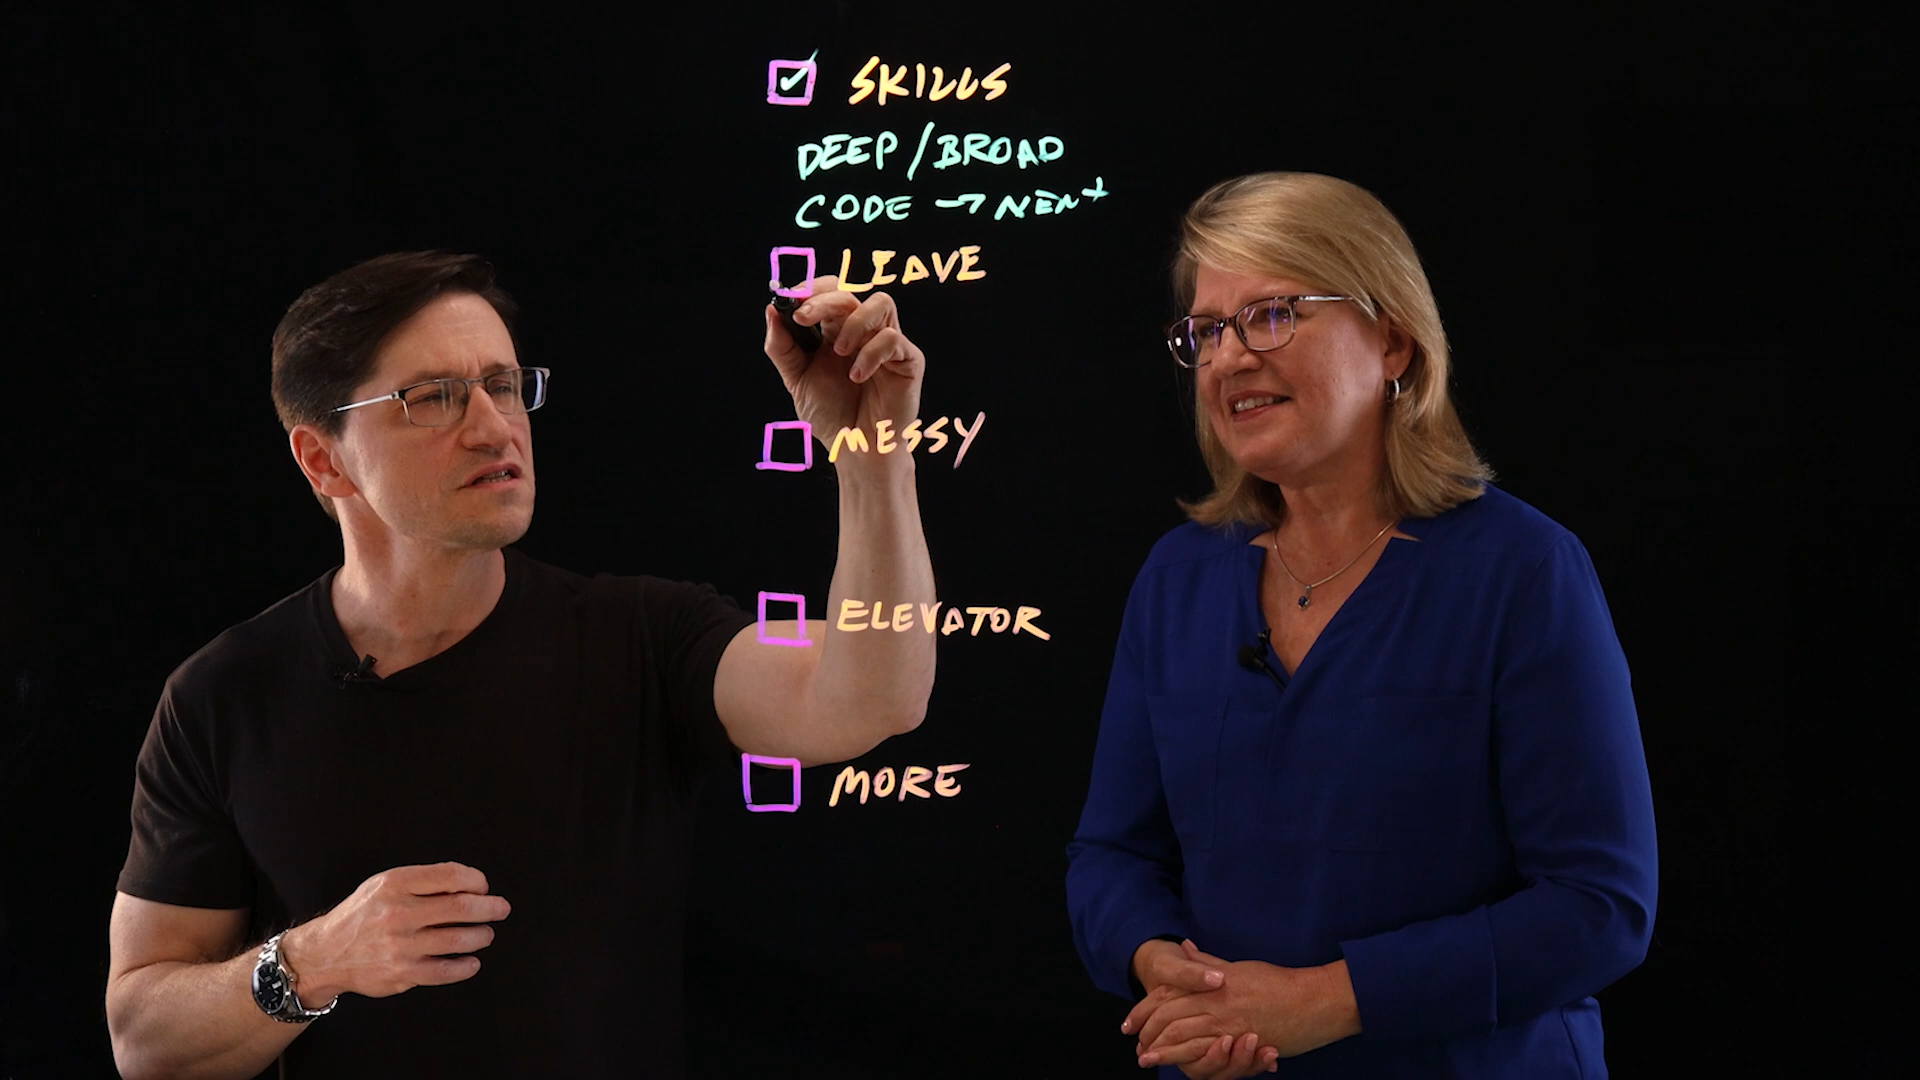 SKILLS
DEEP/BROAD
CODE → NEXT
LEAVE
MESSY
ELEVATOR
MORE